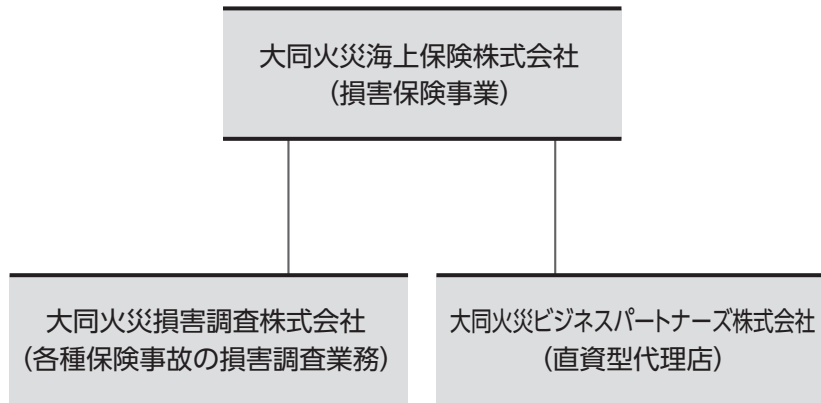 大同火災海上保険株式会社
(損害保険事業)
大同火災損害調査株式会社
(各種保険事故の損害調査業務)
大同火災ビジネスパートナーズ株式会社
(直資型代理店)